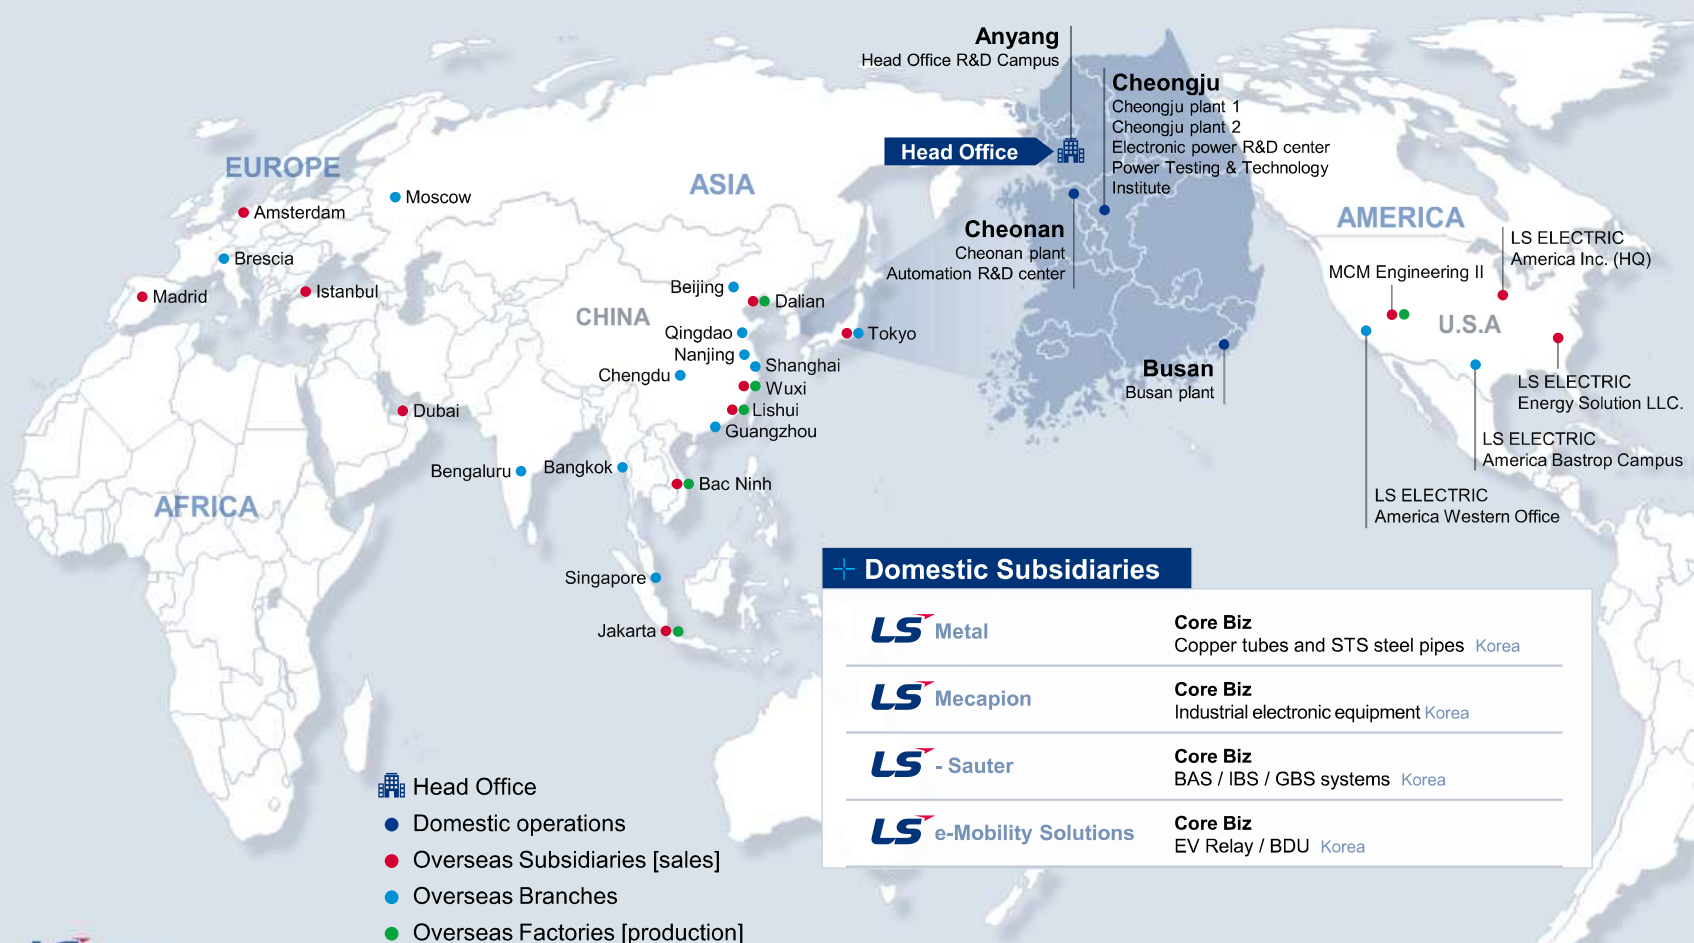 Anyang
Head Office R&D Campus
Cheongju
Cheongju plant 1
Cheongju plant 2
Electronic power R&D center
Power Testing & Technology
Institute
Head Office
Cheonan
Cheonan plant
Automation R&D center
Busan
Busan plant
EUROPE
ASIA
AMERICA
CHINA
U.S.A
AFRICA
Moscow
Amsterdam
Brescia
Madrid
Istanbul
Beijing
Dalian
Qingdao
Tokyo
Nanjing
Shanghai
Chengdu
Wuxi
Lishui
Guangzhou
Dubai
Bengaluru
Bangkok
Bac Ninh
Singapore
Jakarta
LS ELECTRIC
America Inc. (HQ)
MCM Engineering II
LS ELECTRIC
Energy Solution LLC.
LS ELECTRIC
America Bastrop Campus
LS ELECTRIC
America Western Office
Domestic Subsidiaries
LS Metal
Core Biz
Copper tubes and STS steel pipes Korea
LS Mecapion
Core Biz
Industrial electronic equipment Korea
LS - Sauter
Core Biz
BAS / IBS / GBS systems Korea
LS e-Mobility Solutions
Core Biz
EV Relay / BDU Korea
Head Office
Domestic operations
Overseas Subsidiaries [sales]
Overseas Branches
Overseas Factories [production]